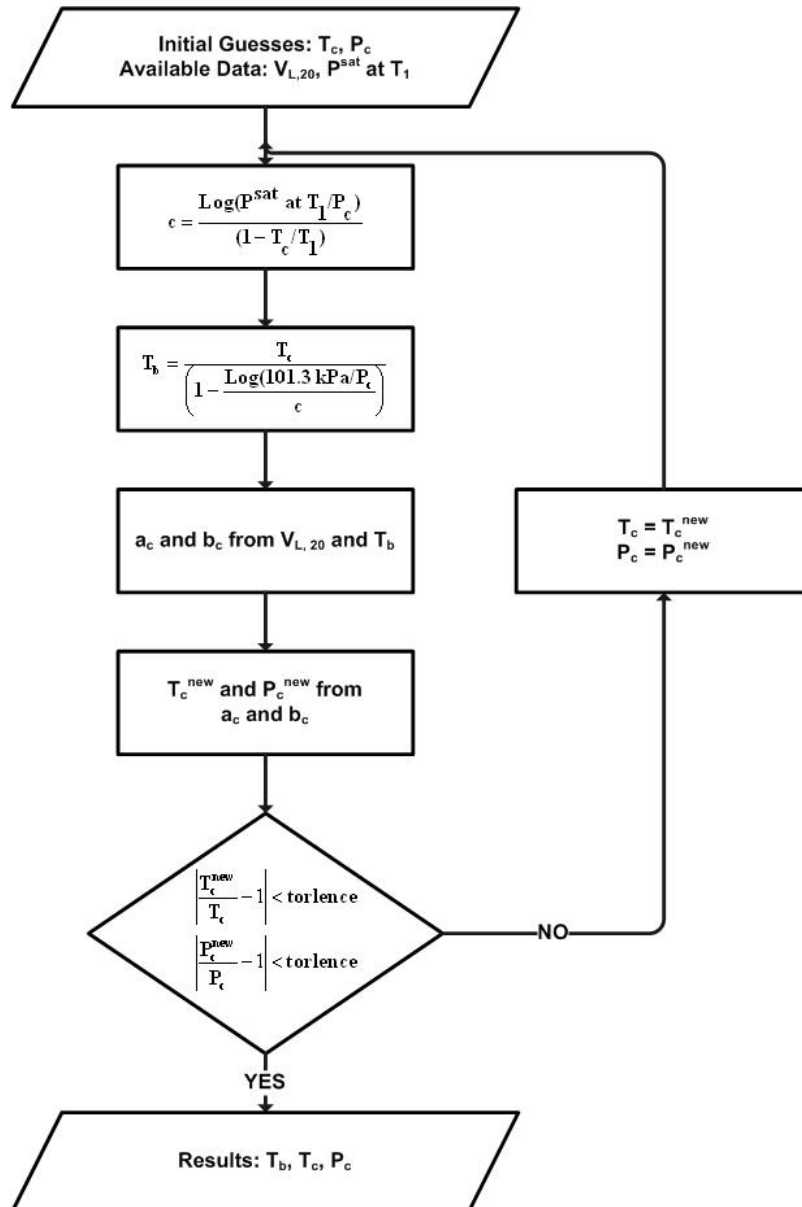 Initial Guesses: T_c, P_c
Available Data: V_L,20, P^sat at T_1
c = Log(P^sat at T_1/P_c) / (1 − T_c/T_1)
T_b = T_c / (1 − Log(101.3 kPa/P_c / c)
a_c and b_c from V_L, 20 and T_b
T_c = T_c^new
P_c = P_c^new
T_c^new and P_c^new from
a_c and b_c
|T_c^new / T_c − 1| < torlence
|P_c^new / P_c − 1| < torlence
NO
YES
Results: T_b, T_c, P_c